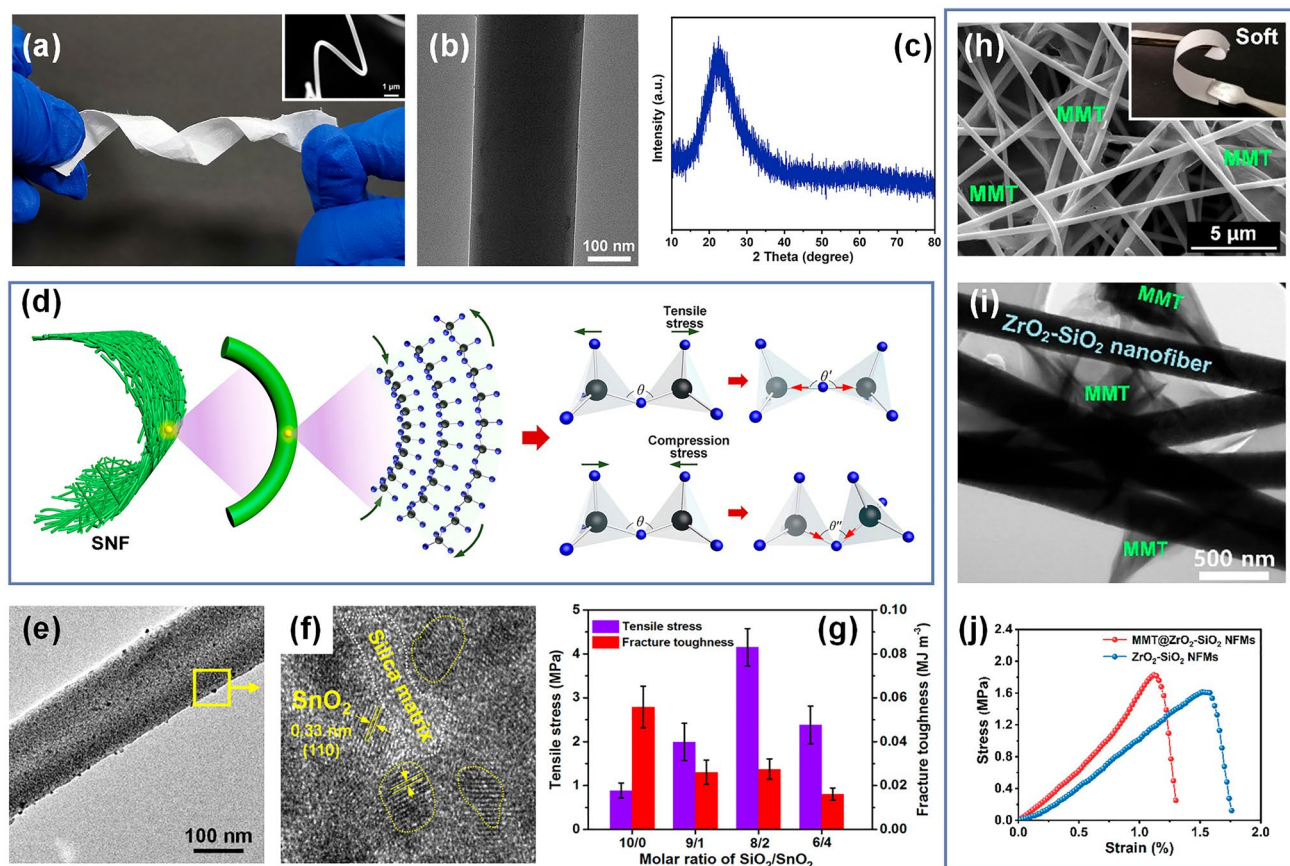 (a)
1 µm
(b)
100 nm
(c)
Intensity (a.u.)
10 20 30 40 50 60 70 80
2 Theta (degree)
(d)
SNF
Tensile
stress
θ
θ′
Compression
stress
θ
θ″
(e)
100 nm
(f)
Silica matrix
SnO₂
0.33 nm
(110)
(g)
Tensile stress
Fracture toughness
Tensile stress (MPa)
5
4
3
2
1
0
Fracture toughness (MJ m⁻³)
0.10
0.08
0.06
0.04
0.02
0.00
10/0 9/1 8/2 6/4
Molar ratio of SiO₂/SnO₂
(h)
Soft
MMT
MMT
MMT
5 µm
(i)
MMT
ZrO₂-SiO₂ nanofiber
MMT
MMT
500 nm
(j)
MMT@ZrO₂-SiO₂ NFMs
ZrO₂-SiO₂ NFMs
Stress (MPa)
2.4
1.8
1.2
0.6
0.0
0.0 0.5 1.0 1.5 2.0
Strain (%)